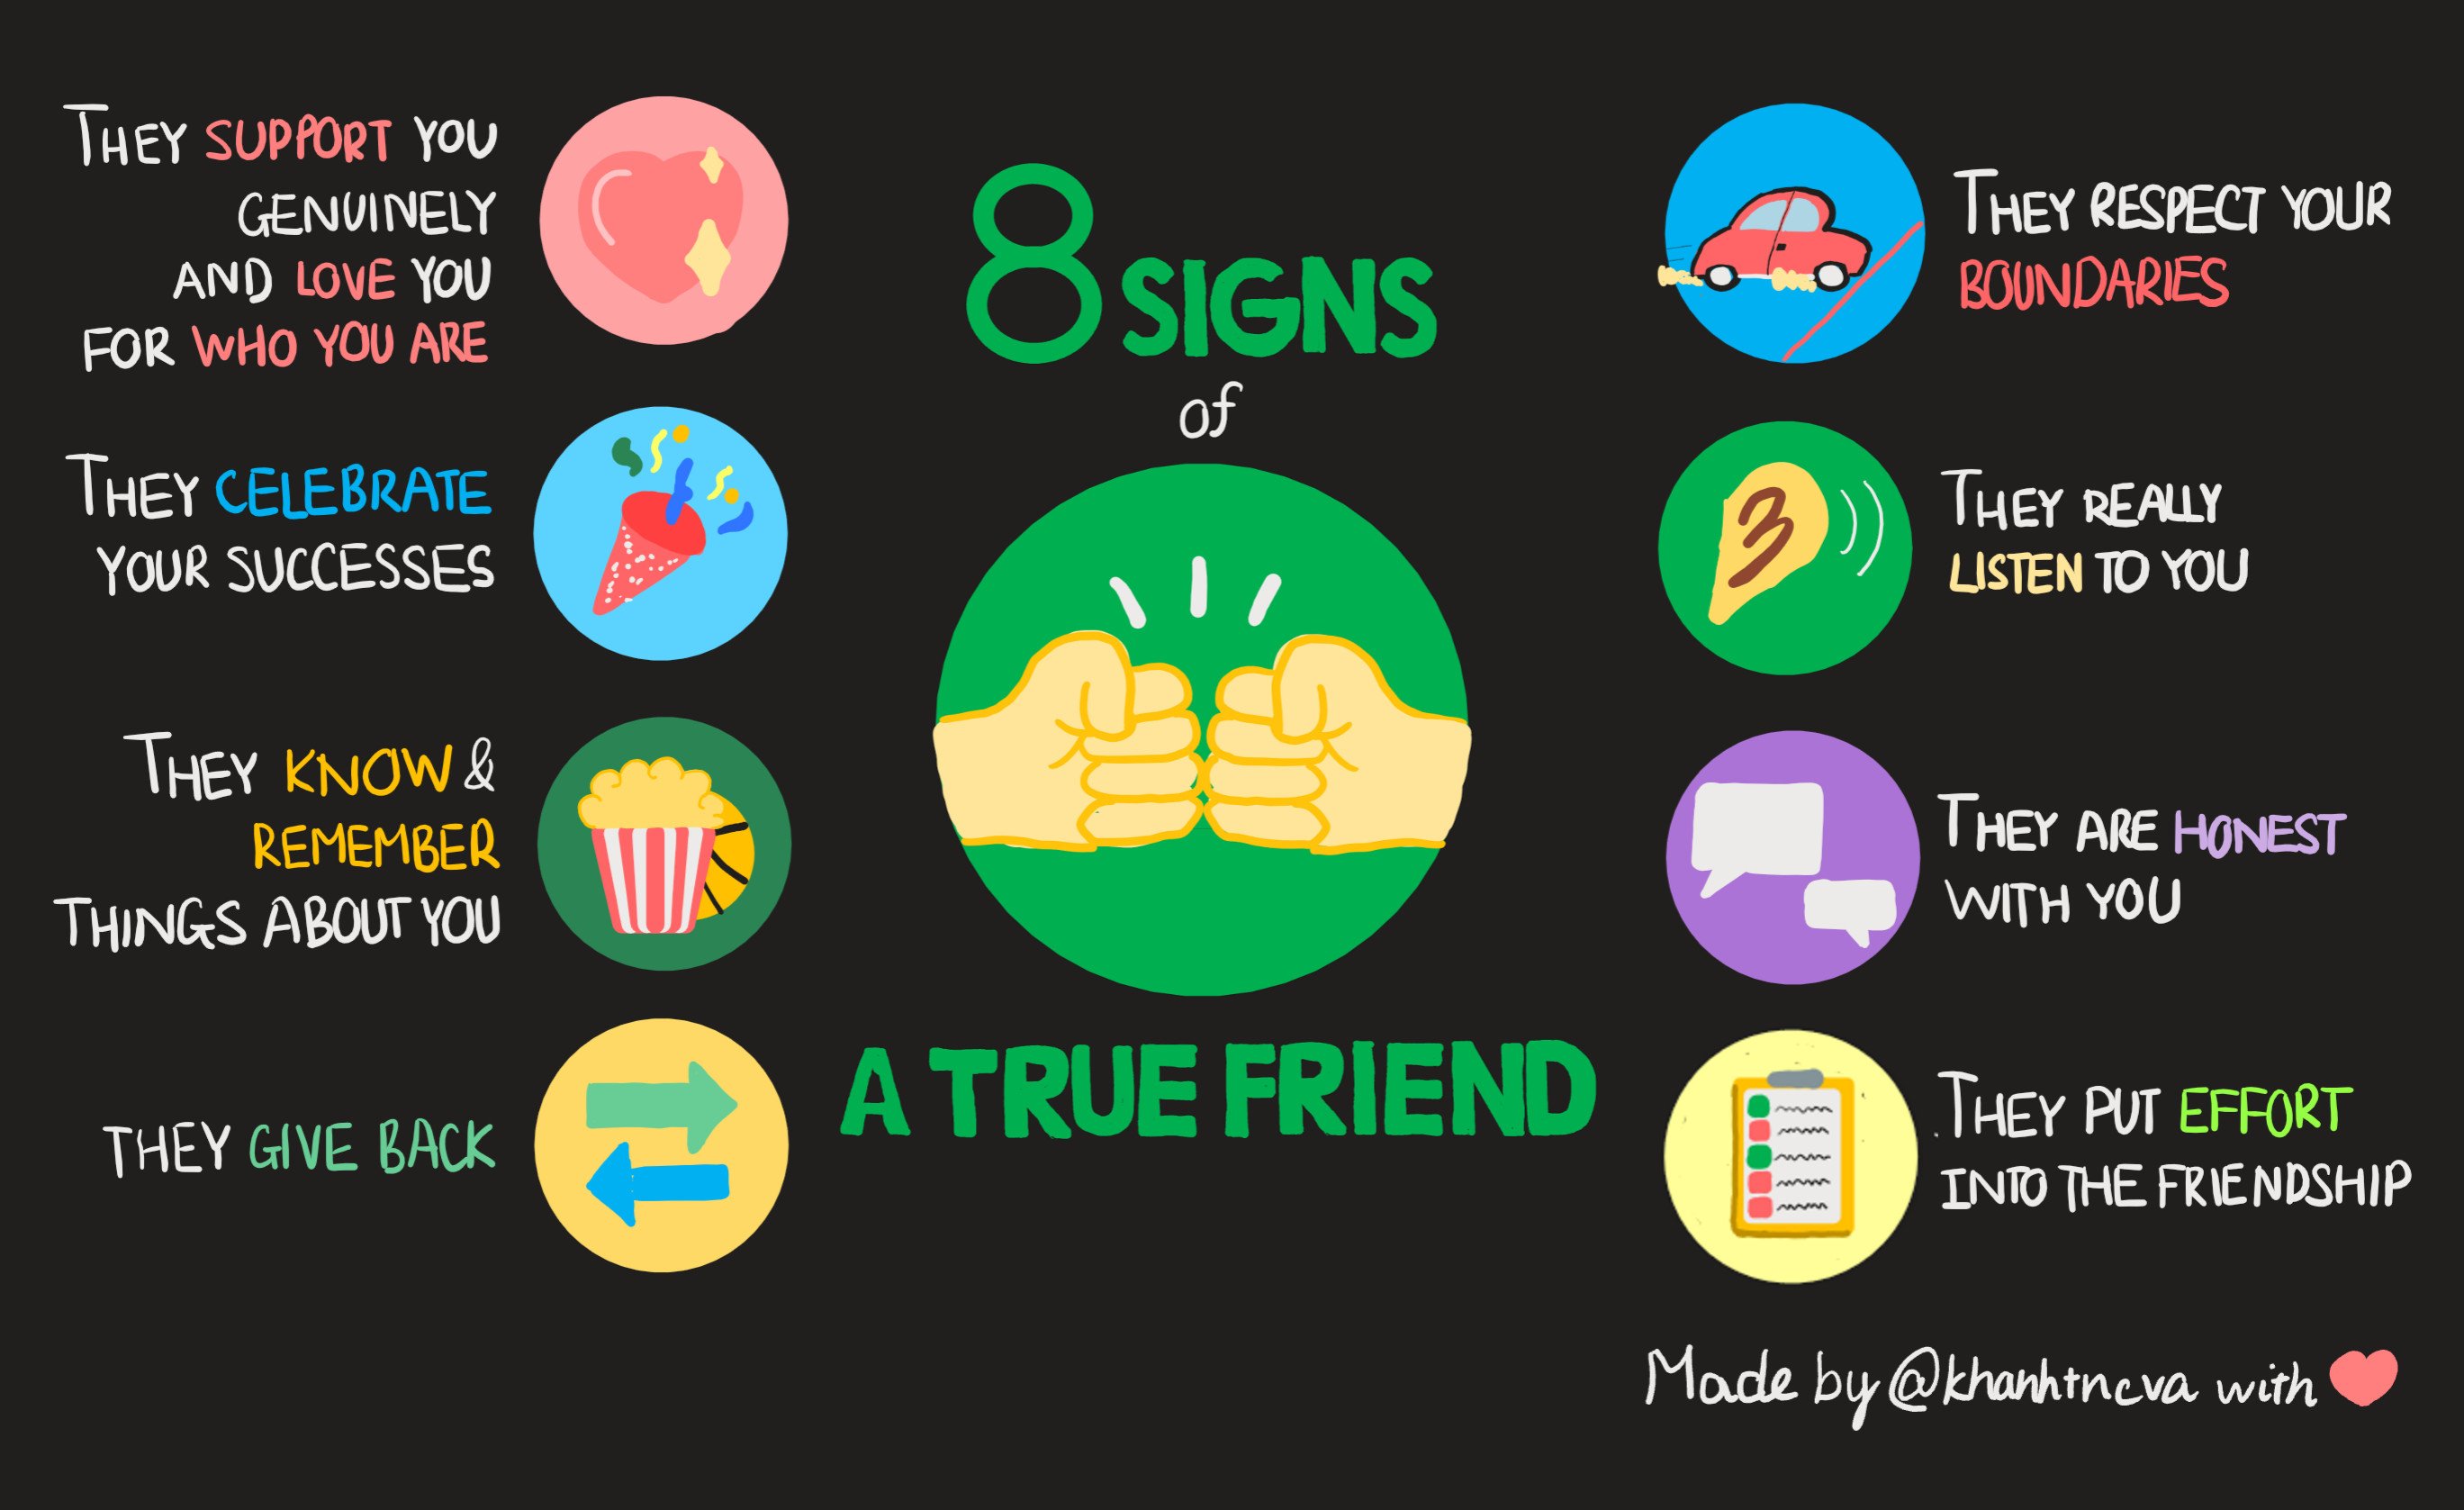 8 SIGNS
of
A TRUE FRIEND
THEY SUPPORT YOU
GENUINELY
AND LOVE YOU
FOR WHO YOU ARE
THEY CELEBRATE
YOUR SUCCESSES
THEY KNOW &
REMEMBER
THINGS ABOUT YOU
THEY GIVE BACK
THEY RESPECT YOUR
BOUNDARIES
THEY REALLY
LISTEN TO YOU
THEY ARE HONEST
WITH YOU
THEY PUT EFFORT
INTO THE FRIENDSHIP
Made by @khanhtncva with